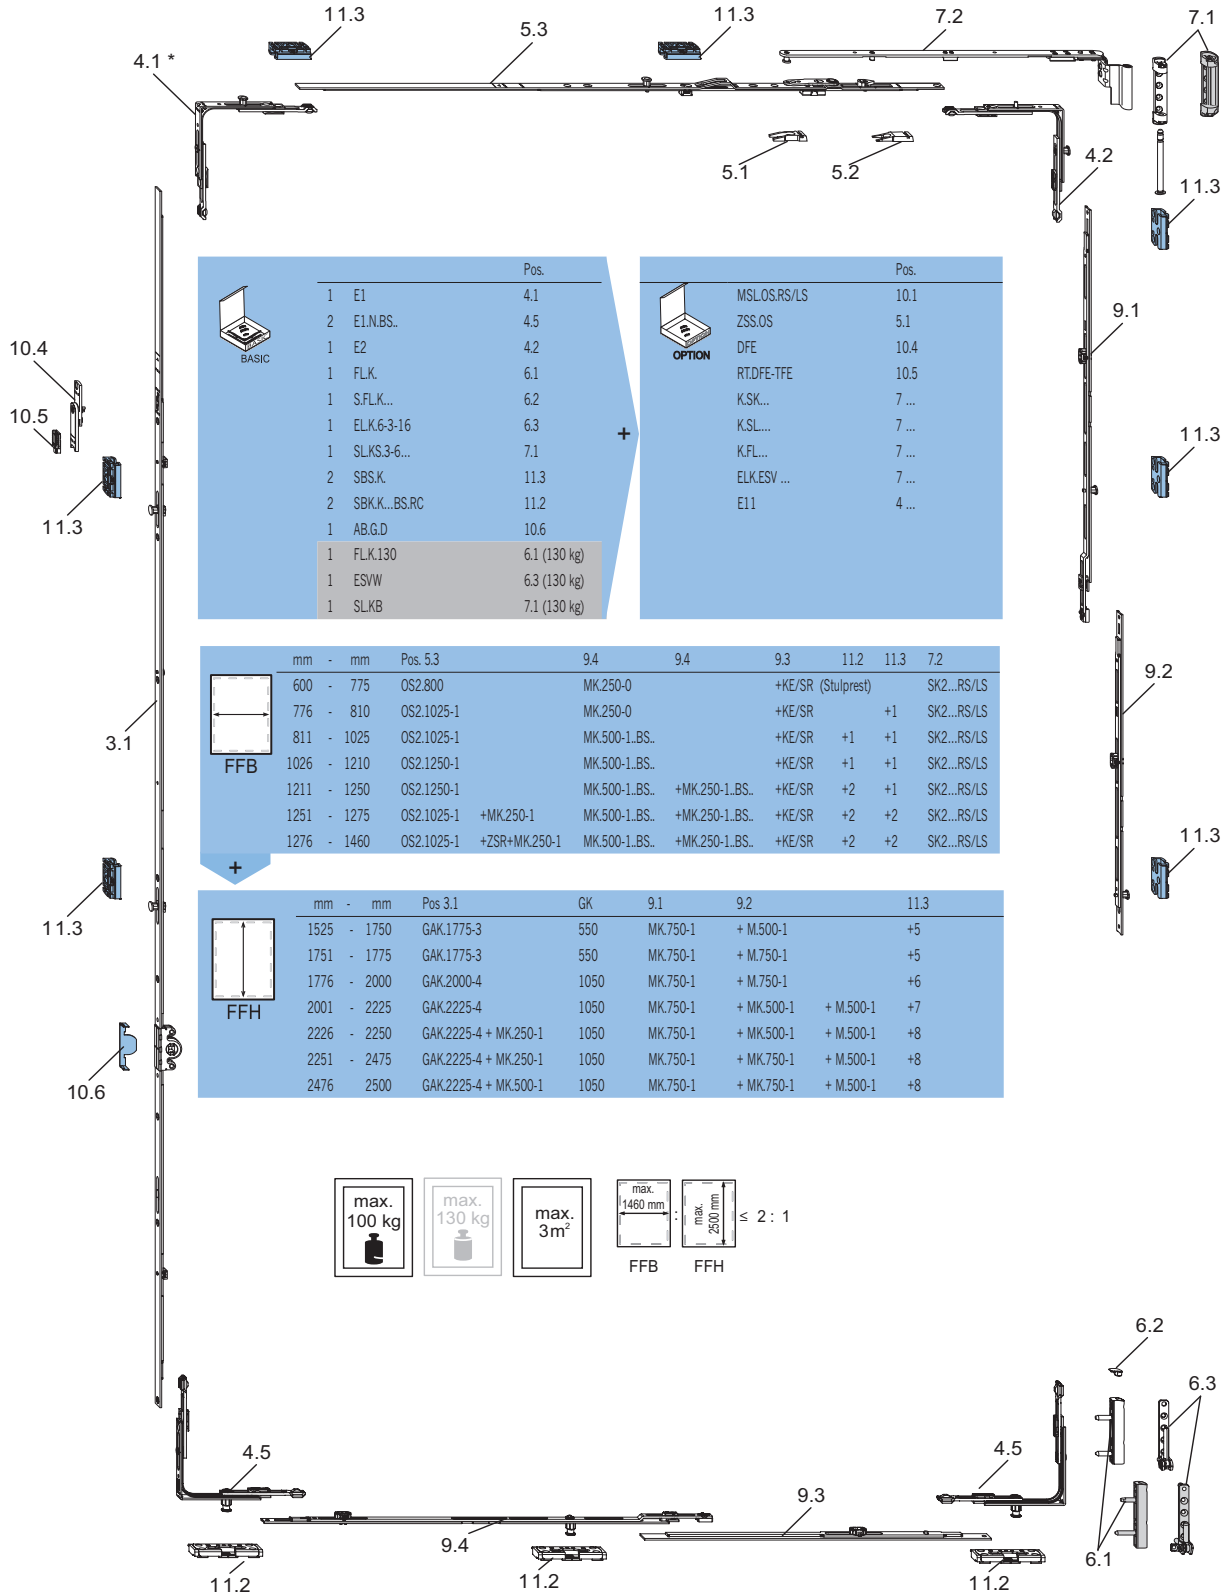 11.3
11.3
7.2
7.1
5.3
4.1 *
5.1
5.2
4.2
11.3
Pos.
1 E1 4.1
2 E1.N.BS.. 4.5
1 E2 4.2
1 FL.K. 6.1
1 S.FL.K... 6.2
1 EL.K.6-3-16 6.3
1 SL.KS.3-6... 7.1
2 SBS.K. 11.3
2 SBK.K...BS.RC 11.2
1 AB.G.D 10.6
1 FL.K.130 6.1 (130 kg)
1 ESVW 6.3 (130 kg)
1 SL.KB 7.1 (130 kg)
BASIC
+
Pos.
MSL.OS.RS/LS 10.1
ZSS.OS 5.1
DFE 10.4
RT.DFE-TFE 10.5
K.SK... 7 ...
K.SL.... 7 ...
K.FL... 7 ...
ELK.ESV ... 7 ...
E11 4 ...
OPTION
9.1
10.4
10.5
11.3
11.3
mm - mm Pos. 5.3 9.4 9.4 9.3 11.2 11.3 7.2
600 - 775 OS2.800 MK.250-0 +KE/SR (Stulprest) SK2...RS/LS
776 - 810 OS2.1025-1 MK.250-0 +KE/SR +1 SK2...RS/LS
811 - 1025 OS2.1025-1 MK.500-1..BS.. +KE/SR +1 +1 SK2...RS/LS
1026 - 1210 OS2.1250-1 MK.500-1..BS.. +KE/SR +1 +1 SK2...RS/LS
1211 - 1250 OS2.1250-1 MK.500-1..BS.. +MK.250-1..BS.. +KE/SR +2 +1 SK2...RS/LS
1251 - 1275 OS2.1025-1 +MK.250-1 MK.500-1..BS.. +MK.250-1..BS.. +KE/SR +2 +2 SK2...RS/LS
1276 - 1460 OS2.1025-1 +ZSR+MK.250-1 MK.500-1..BS.. +MK.250-1..BS.. +KE/SR +2 +2 SK2...RS/LS
FFB
+
9.2
3.1
11.3
11.3
mm - mm Pos 3.1 GK 9.1 9.2 11.3
1525 - 1750 GAK.1775-3 550 MK.750-1 + M.500-1 +5
1751 - 1775 GAK.1775-3 550 MK.750-1 + M.750-1 +5
1776 - 2000 GAK.2000-4 1050 MK.750-1 + M.750-1 +6
2001 - 2225 GAK.2225-4 1050 MK.750-1 + MK.500-1 + M.500-1 +7
2226 - 2250 GAK.2225-4 + MK.250-1 1050 MK.750-1 + MK.500-1 + M.500-1 +8
2251 - 2475 GAK.2225-4 + MK.250-1 1050 MK.750-1 + MK.750-1 + M.500-1 +8
2476 2500 GAK.2225-4 + MK.500-1 1050 MK.750-1 + MK.750-1 + M.500-1 +8
FFH
10.6
max.
100 kg
max.
130 kg
max.
3m²
max.
1460 mm
:
max.
2500 mm
≤ 2 : 1
FFB
FFH
6.2
6.3
4.5
4.5
9.4
9.3
6.1
11.2
11.2
11.2